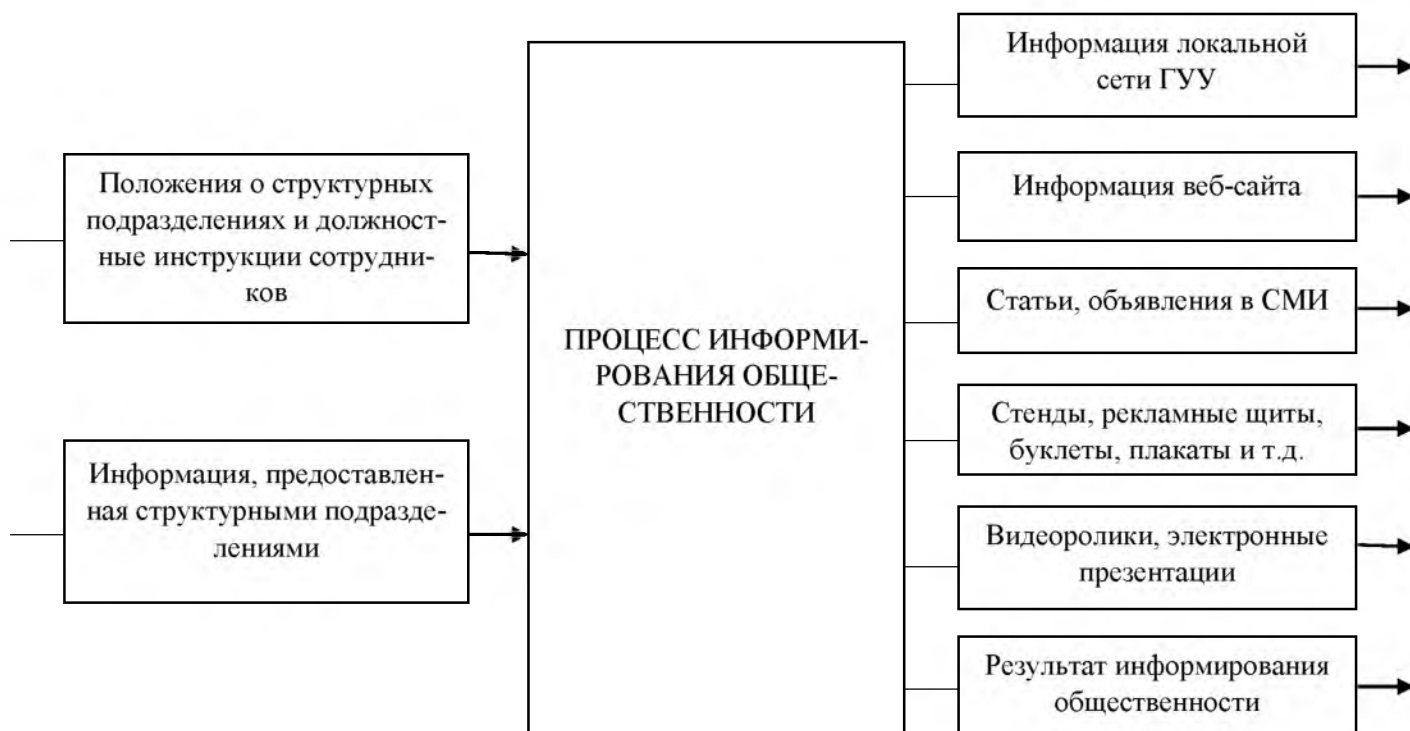 Положения о структурных
подразделениях и должност-
ные инструкции сотрудни-
ков
Информация, предоставлен-
ная структурными подразде-
лениями
ПРОЦЕСС ИНФОРМИ-
РОВАНИЯ ОБЩЕ-
СТВЕННОСТИ
Информация локальной
сети ГУУ
Информация веб-сайта
Статьи, объявления в СМИ
Стенды, рекламные щиты,
буклеты, плакаты и т.д.
Видеоролики, электронные
презентации
Результат информирования
общественности